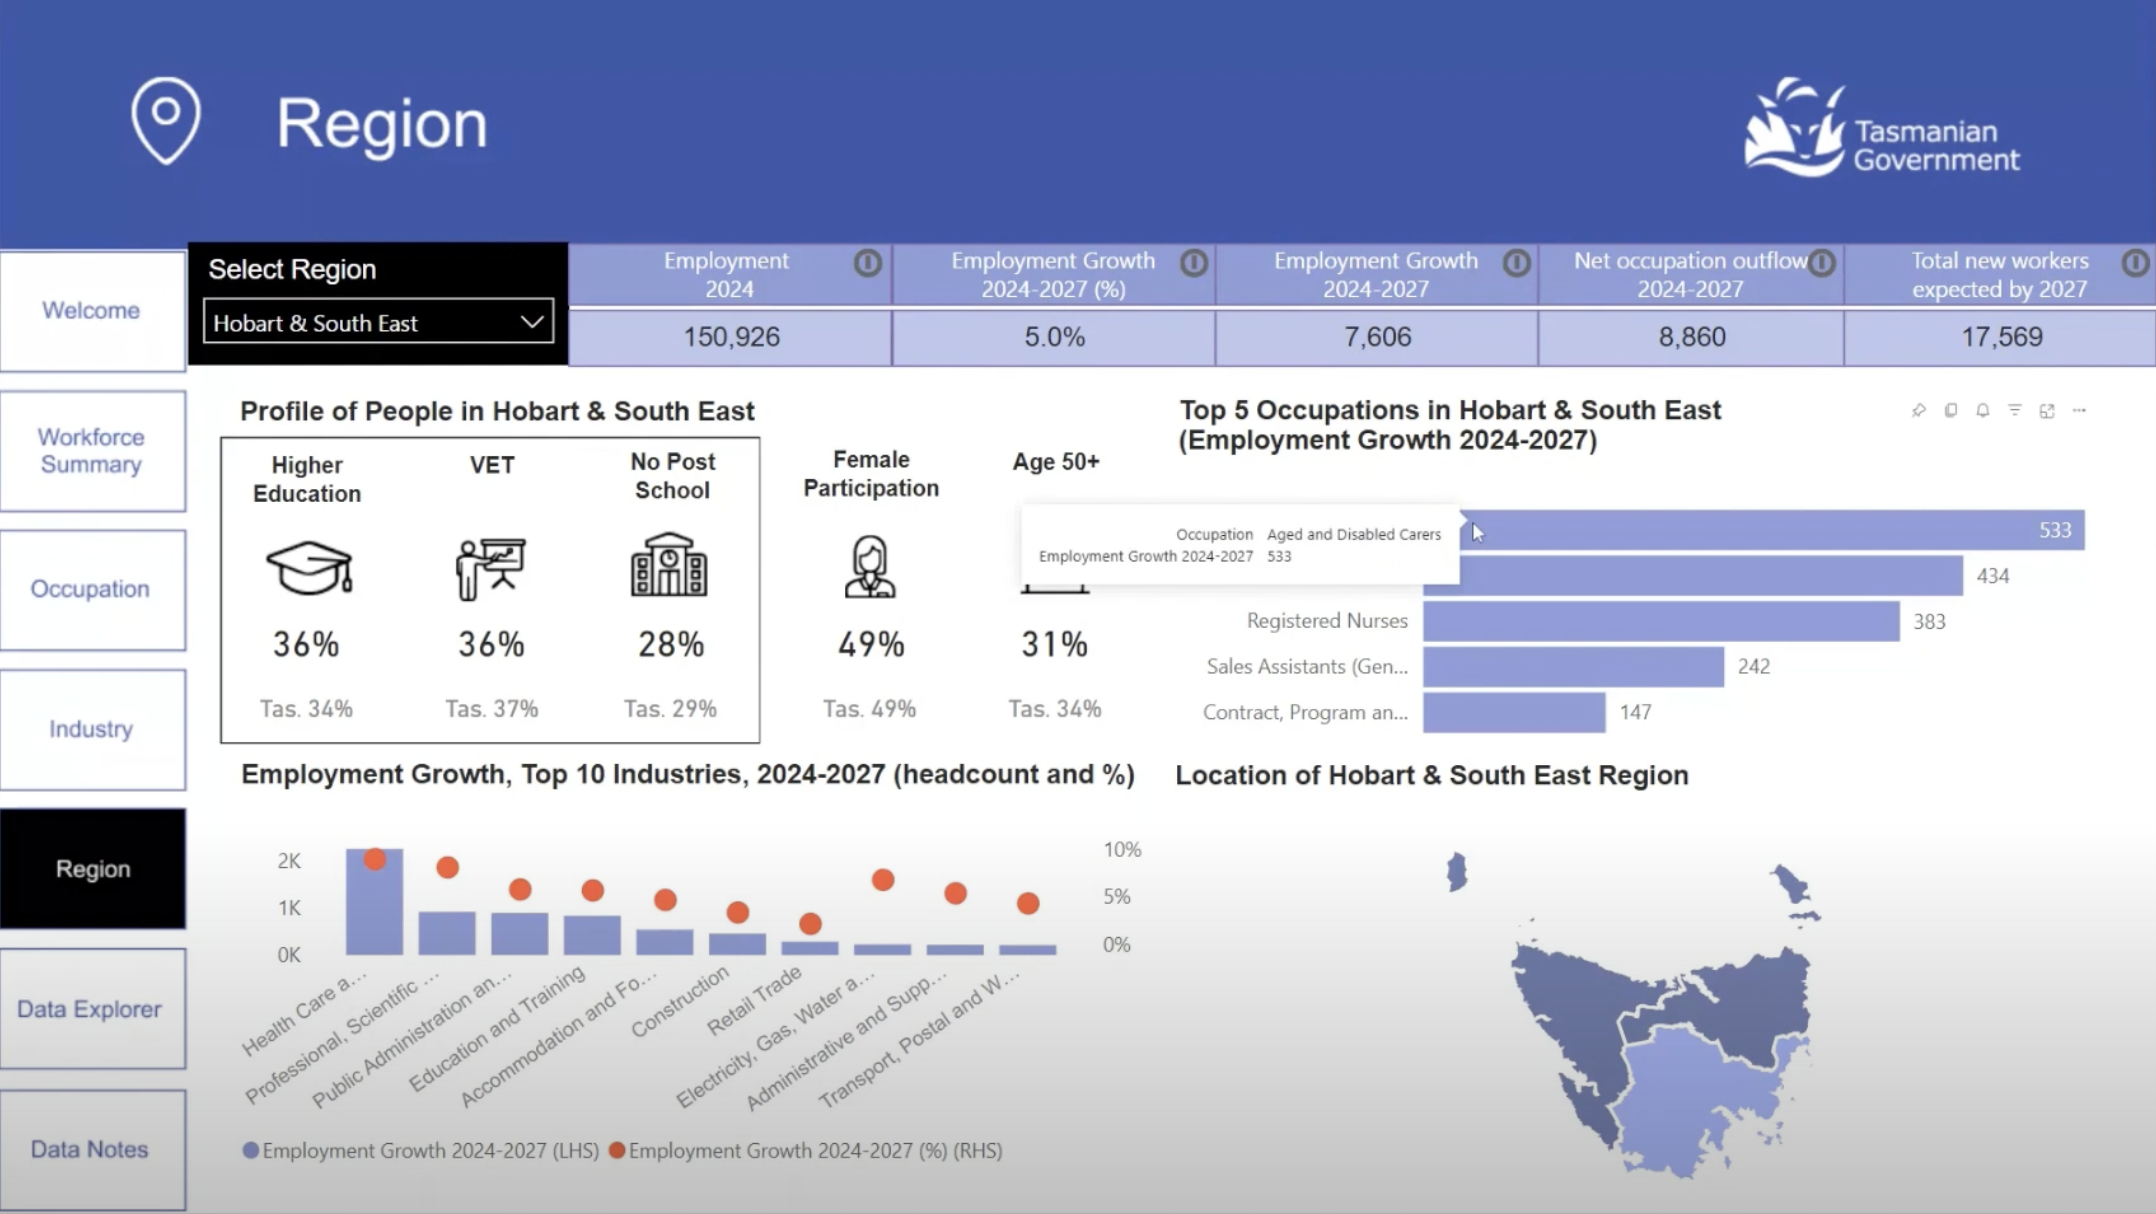 Region
Tasmanian
Government
Welcome
Workforce
Summary
Occupation
Industry
Region
Data Explorer
Data Notes
Select Region
Hobart & South East
Employment
2024
150,926
Employment Growth
2024-2027 (%)
5.0%
Employment Growth
2024-2027
7,606
Net occupation outflow
2024-2027
8,860
Total new workers
expected by 2027
17,569
Profile of People in Hobart & South East
Higher
Education
36%
Tas. 34%
VET
36%
Tas. 37%
No Post
School
28%
Tas. 29%
Female
Participation
49%
Tas. 49%
Age 50+
31%
Tas. 34%
Top 5 Occupations in Hobart & South East
(Employment Growth 2024-2027)
Occupation Aged and Disabled Carers
Employment Growth 2024-2027 533
533
434
Registered Nurses 383
Sales Assistants (Gen... 242
Contract, Program an... 147
Employment Growth, Top 10 Industries, 2024-2027 (headcount and %)
2K
1K
0K
10%
5%
0%
Health Care a...
Professional, Scientific ...
Public Administration an...
Education and Training
Accommodation and Fo...
Construction
Retail Trade
Electricity, Gas, Water a...
Administrative and Supp...
Transport, Postal and W...
Employment Growth 2024-2027 (LHS) Employment Growth 2024-2027 (%) (RHS)
Location of Hobart & South East Region